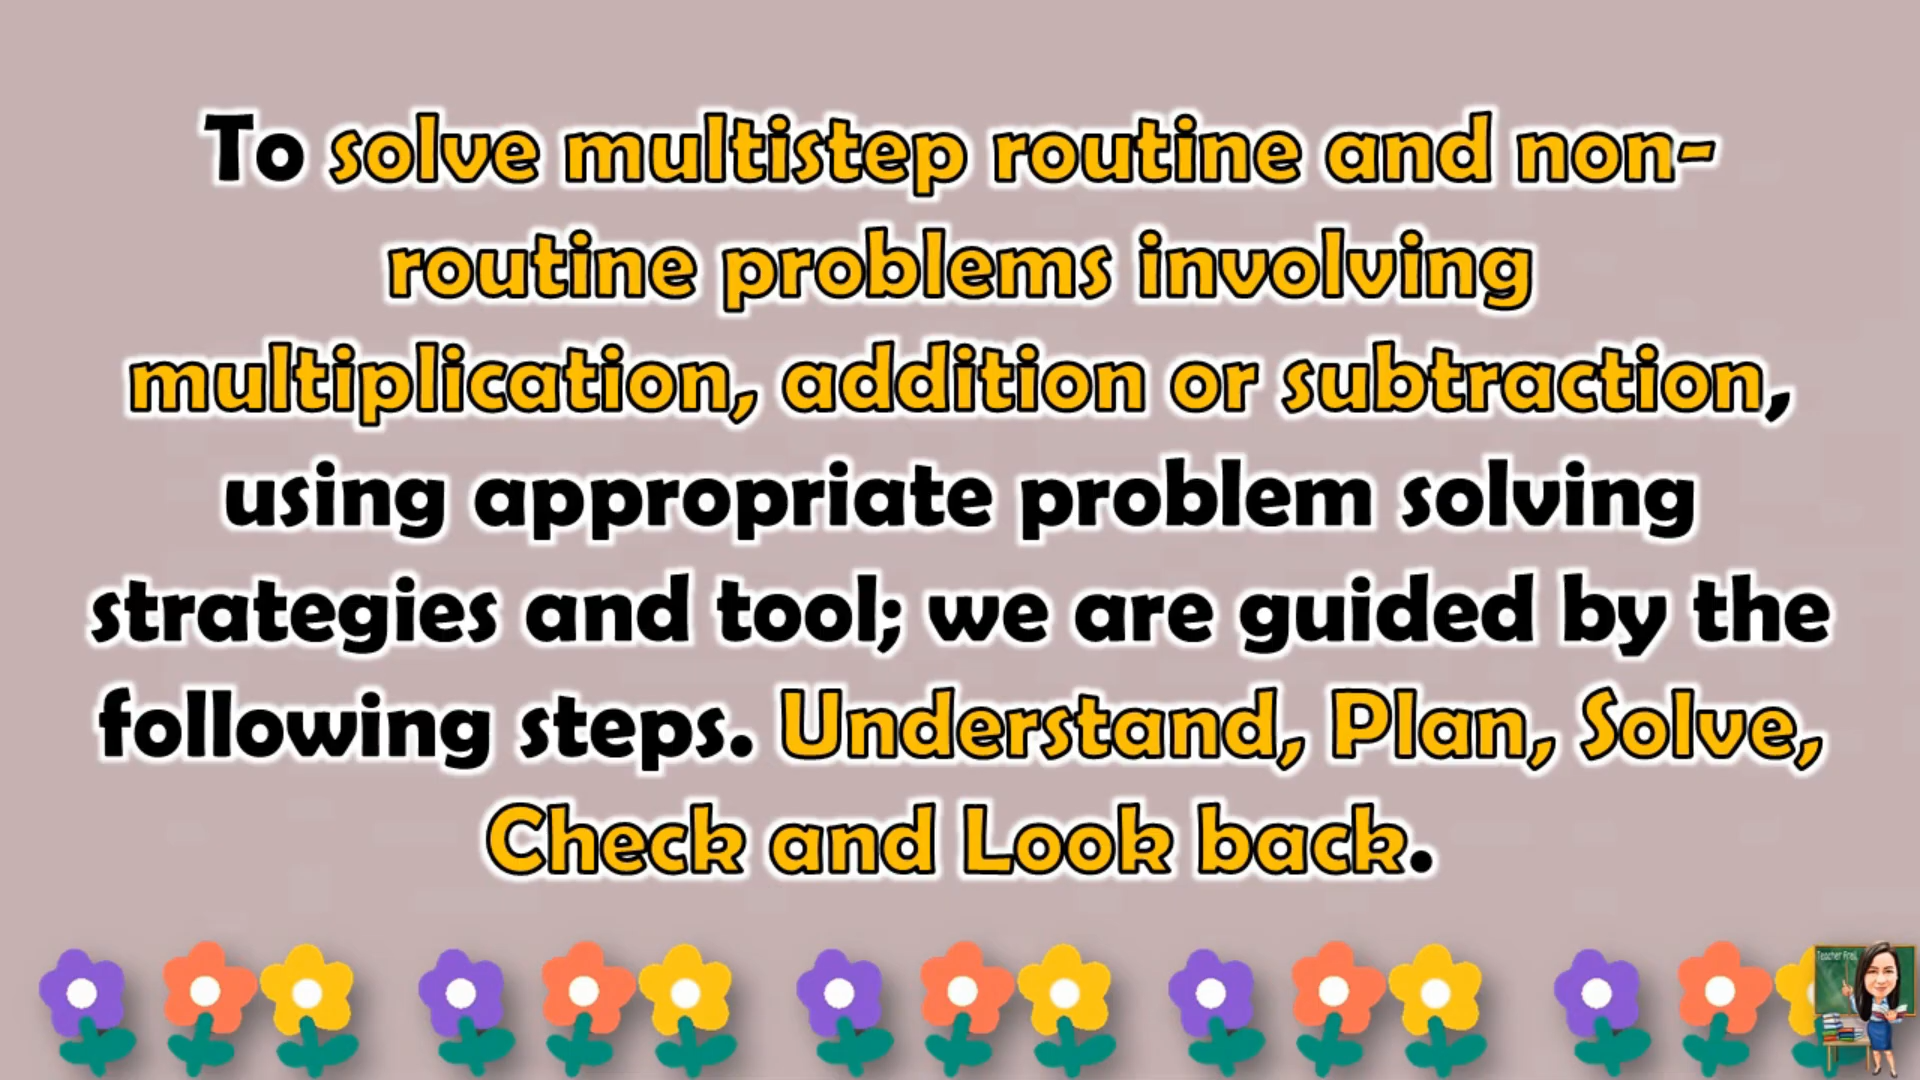 To solve multistep routine and non-
routine problems involving
multiplication, addition or subtraction,
using appropriate problem solving
strategies and tool; we are guided by the
following steps. Understand, Plan, Solve,
Check and Look back.
Teacher